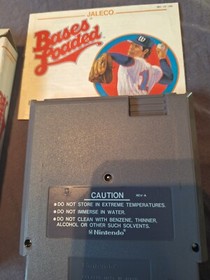 JALECO
Bases Loaded
CAUTION
•DO NOT STORE IN EXTREME TEMPERATURES.
•DO NOT IMMERSE IN WATER.
•DO NOT CLEAN WITH BENZENE, THINNER,
ALCOHOL OR OTHER SUCH SOLVENTS.
Nintendo